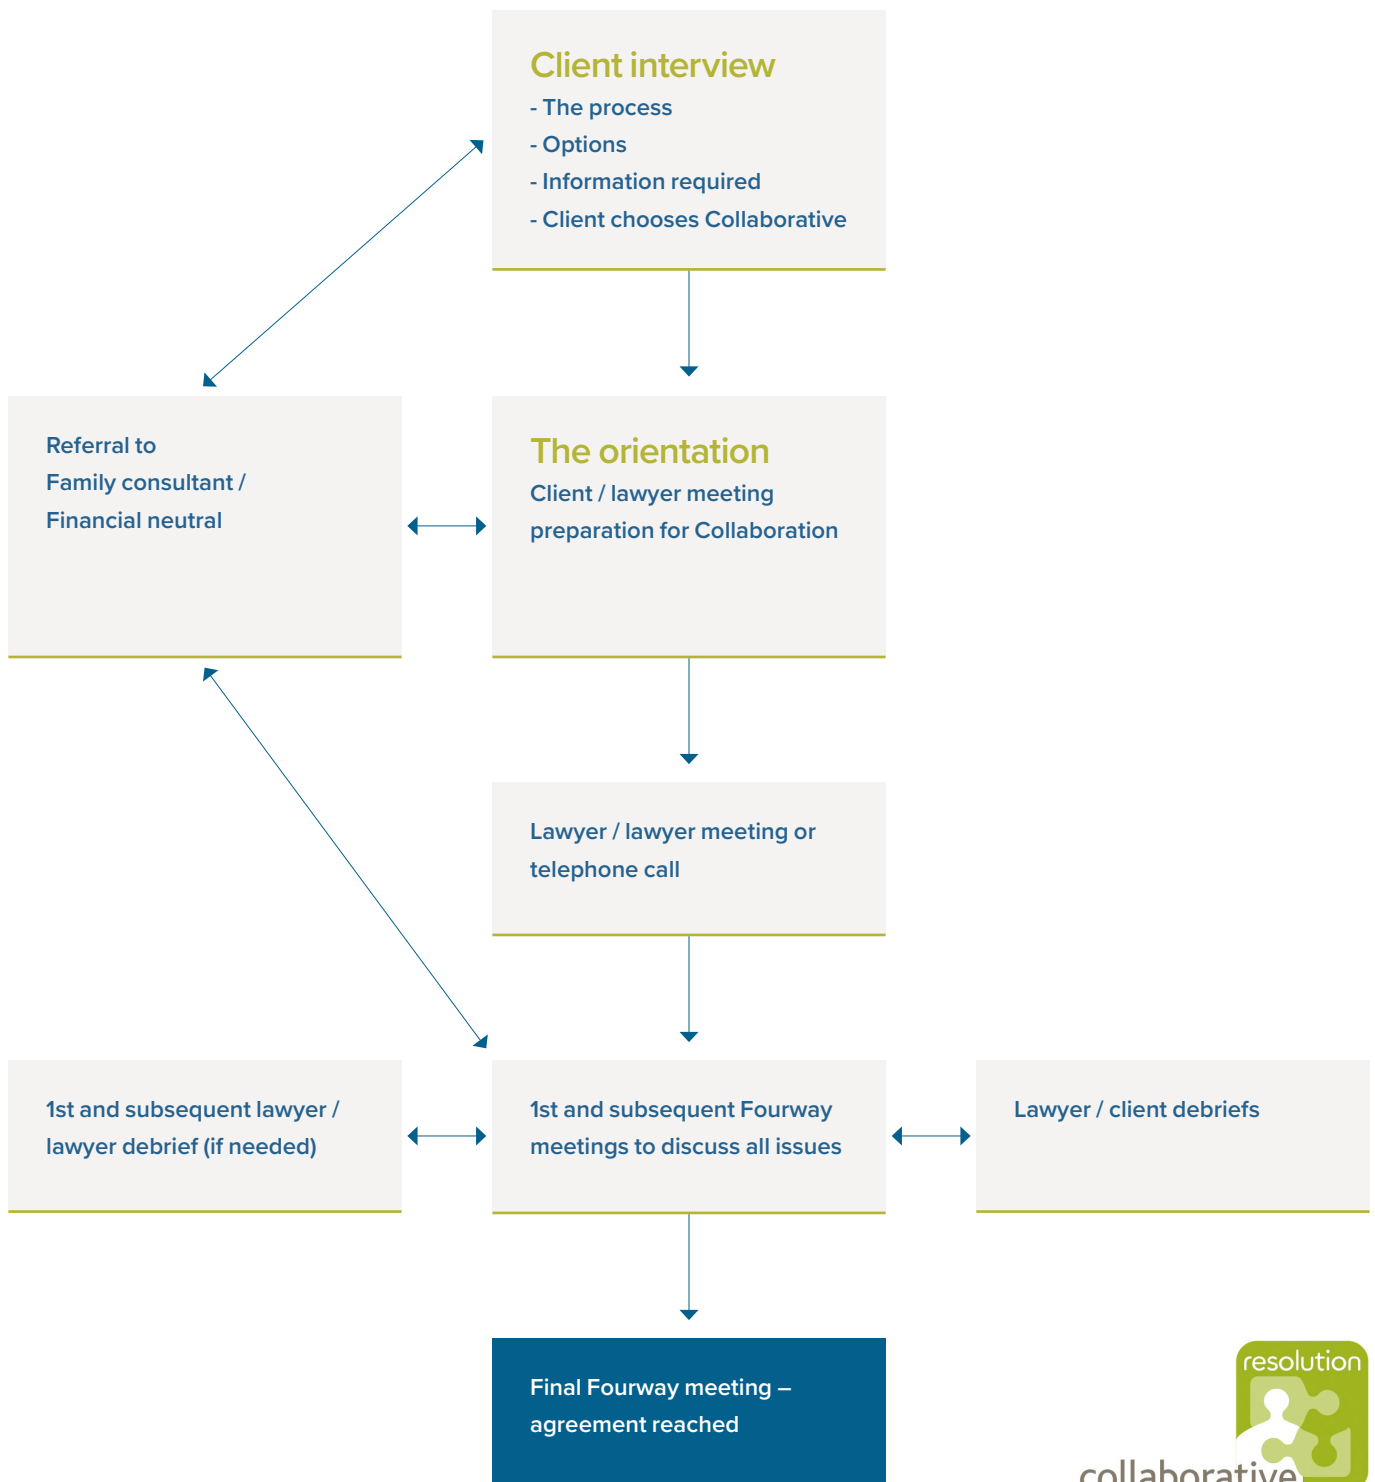 Client interview
- The process
- Options
- Information required
- Client chooses Collaborative
Referral to
Family consultant /
Financial neutral
The orientation
Client / lawyer meeting
preparation for Collaboration
Lawyer / lawyer meeting or
telephone call
1st and subsequent lawyer /
lawyer debrief (if needed)
1st and subsequent Fourway
meetings to discuss all issues
Lawyer / client debriefs
Final Fourway meeting –
agreement reached
resolution
collaborative